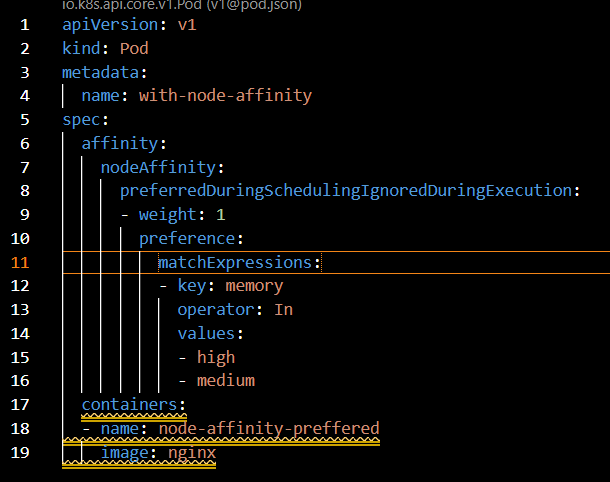 io.k8s.api.core.v1.Pod (v1@pod.json)
1 apiVersion: v1
2 kind: Pod
3 metadata:
4   name: with-node-affinity
5 spec:
6   affinity:
7     nodeAffinity:
8       preferredDuringSchedulingIgnoredDuringExecution:
9       - weight: 1
10         preference:
11           matchExpressions:
12           - key: memory
13             operator: In
14             values:
15             - high
16             - medium
17   containers:
18   - name: node-affinity-preffered
19     image: nginx